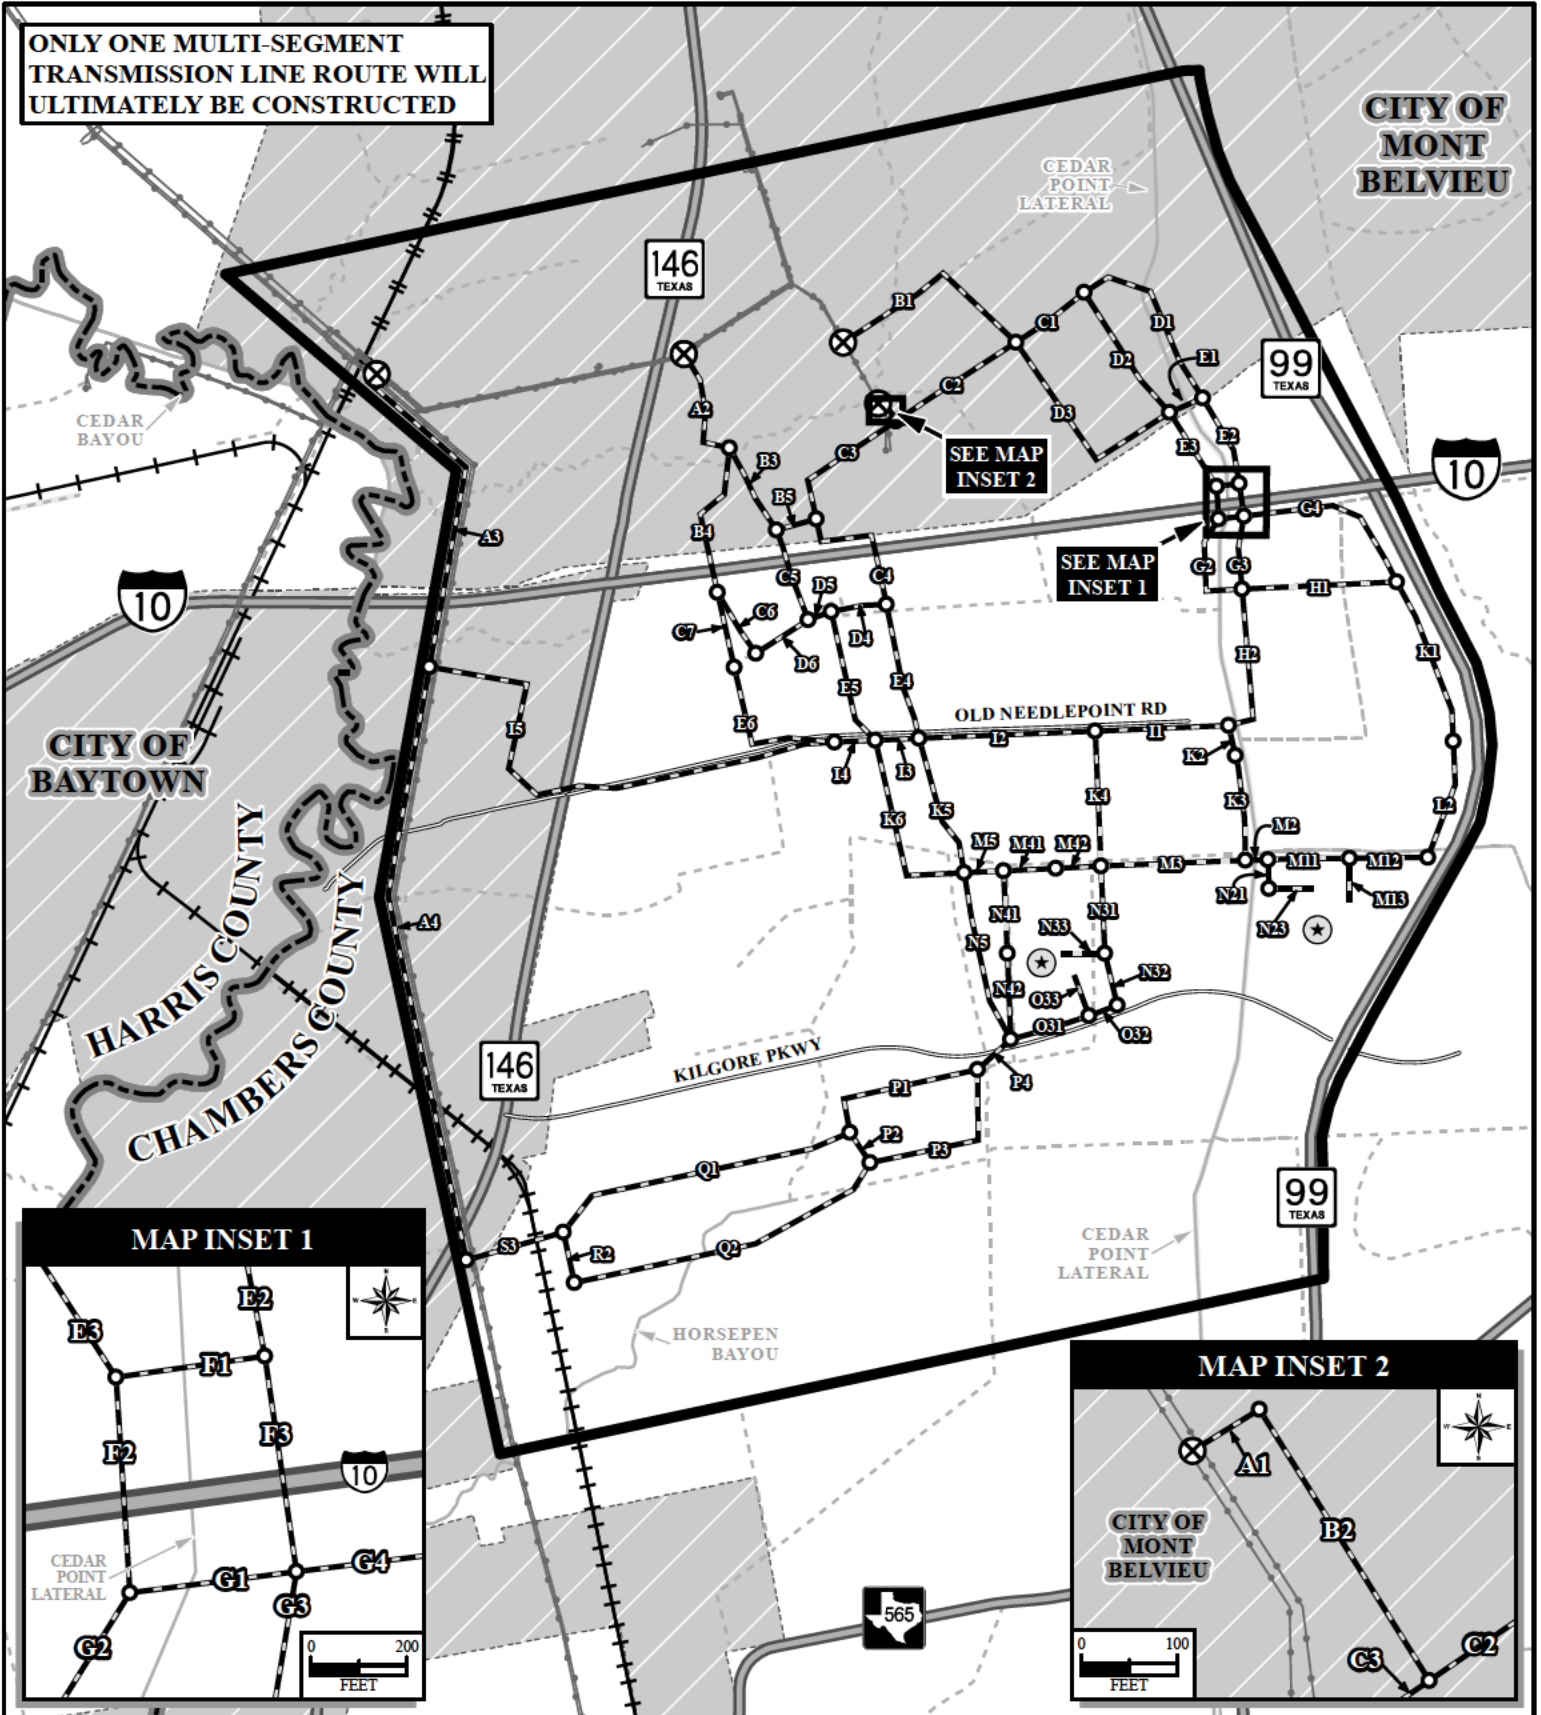 ONLY ONE MULTI-SEGMENT
TRANSMISSION LINE ROUTE WILL
ULTIMATELY BE CONSTRUCTED
CITY OF
MONT
BELVIEU
CEDAR
POINT
LATERAL
146
TEXAS
B1
C1
D1
D2
E1
99
TEXAS
CEDAR
BAYOU
A2
C2
D3
E2
E3
B3
C3
SEE MAP
INSET 2
10
B5
B4
G4
A3
SEE MAP
INSET 1
10
C5
D5
C4
G2
G3
H1
C7
C6
D4
D6
H2
K1
I5
E5
E4
E6
OLD NEEDLEPOINT RD
I2
I1
CITY OF
BAYTOWN
I4
I3
K2
K6
K5
K4
K3
L2
M2
M5
M41
M42
M3
M11
M12
N21
M13
HARRIS COUNTY
CHAMBERS COUNTY
A4
N41
N31
N33
N23
N5
N32
N42
O33
O31
O32
146
TEXAS
KILGORE PKWY
P4
P1
P2
P3
Q1
99
TEXAS
S3
R2
Q2
CEDAR
POINT
LATERAL
HORSEPEN
BAYOU
565
MAP INSET 1
N
W
E
S
E2
E3
F1
F2
F3
10
CEDAR
POINT
LATERAL
G1
G4
G3
G2
0 200
FEET
MAP INSET 2
N
W
E
S
A1
B2
CITY OF
MONT
BELVIEU
C3
C2
0 100
FEET